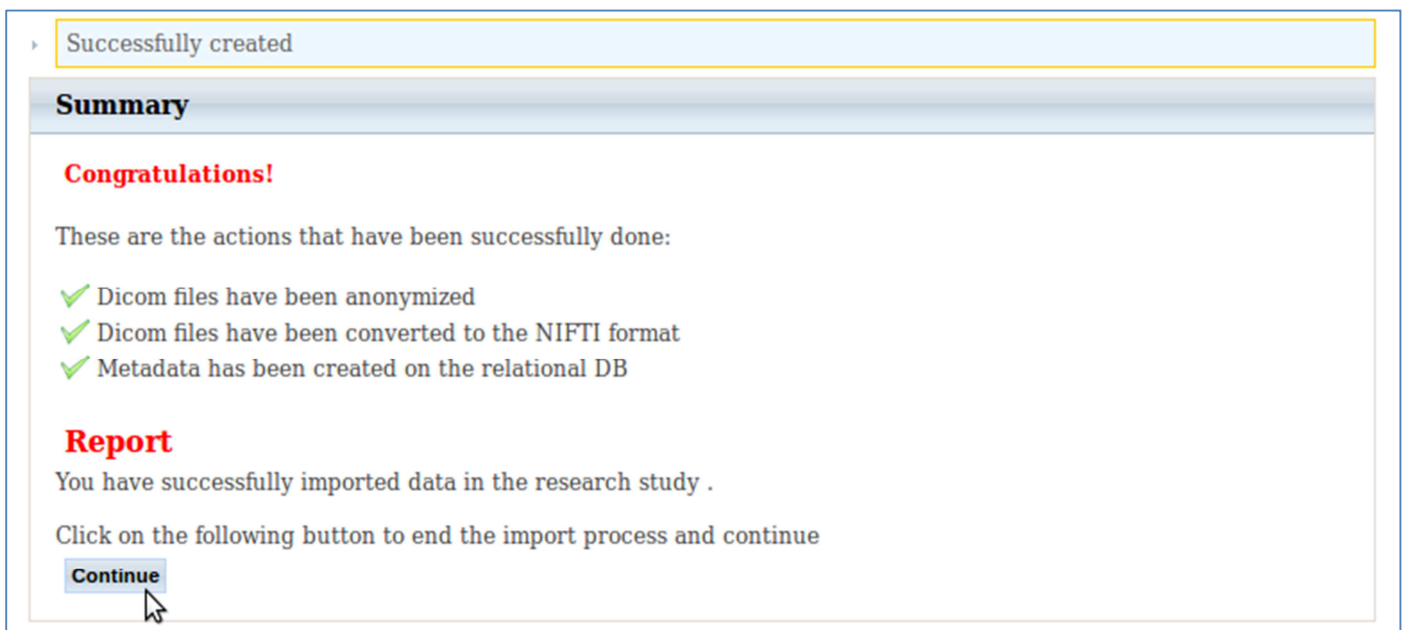 Successfully created
Summary
Congratulations!
These are the actions that have been successfully done:
Dicom files have been anonymized
Dicom files have been converted to the NIFTI format
Metadata has been created on the relational DB
Report
You have successfully imported data in the research study .
Click on the following button to end the import process and continue
Continue